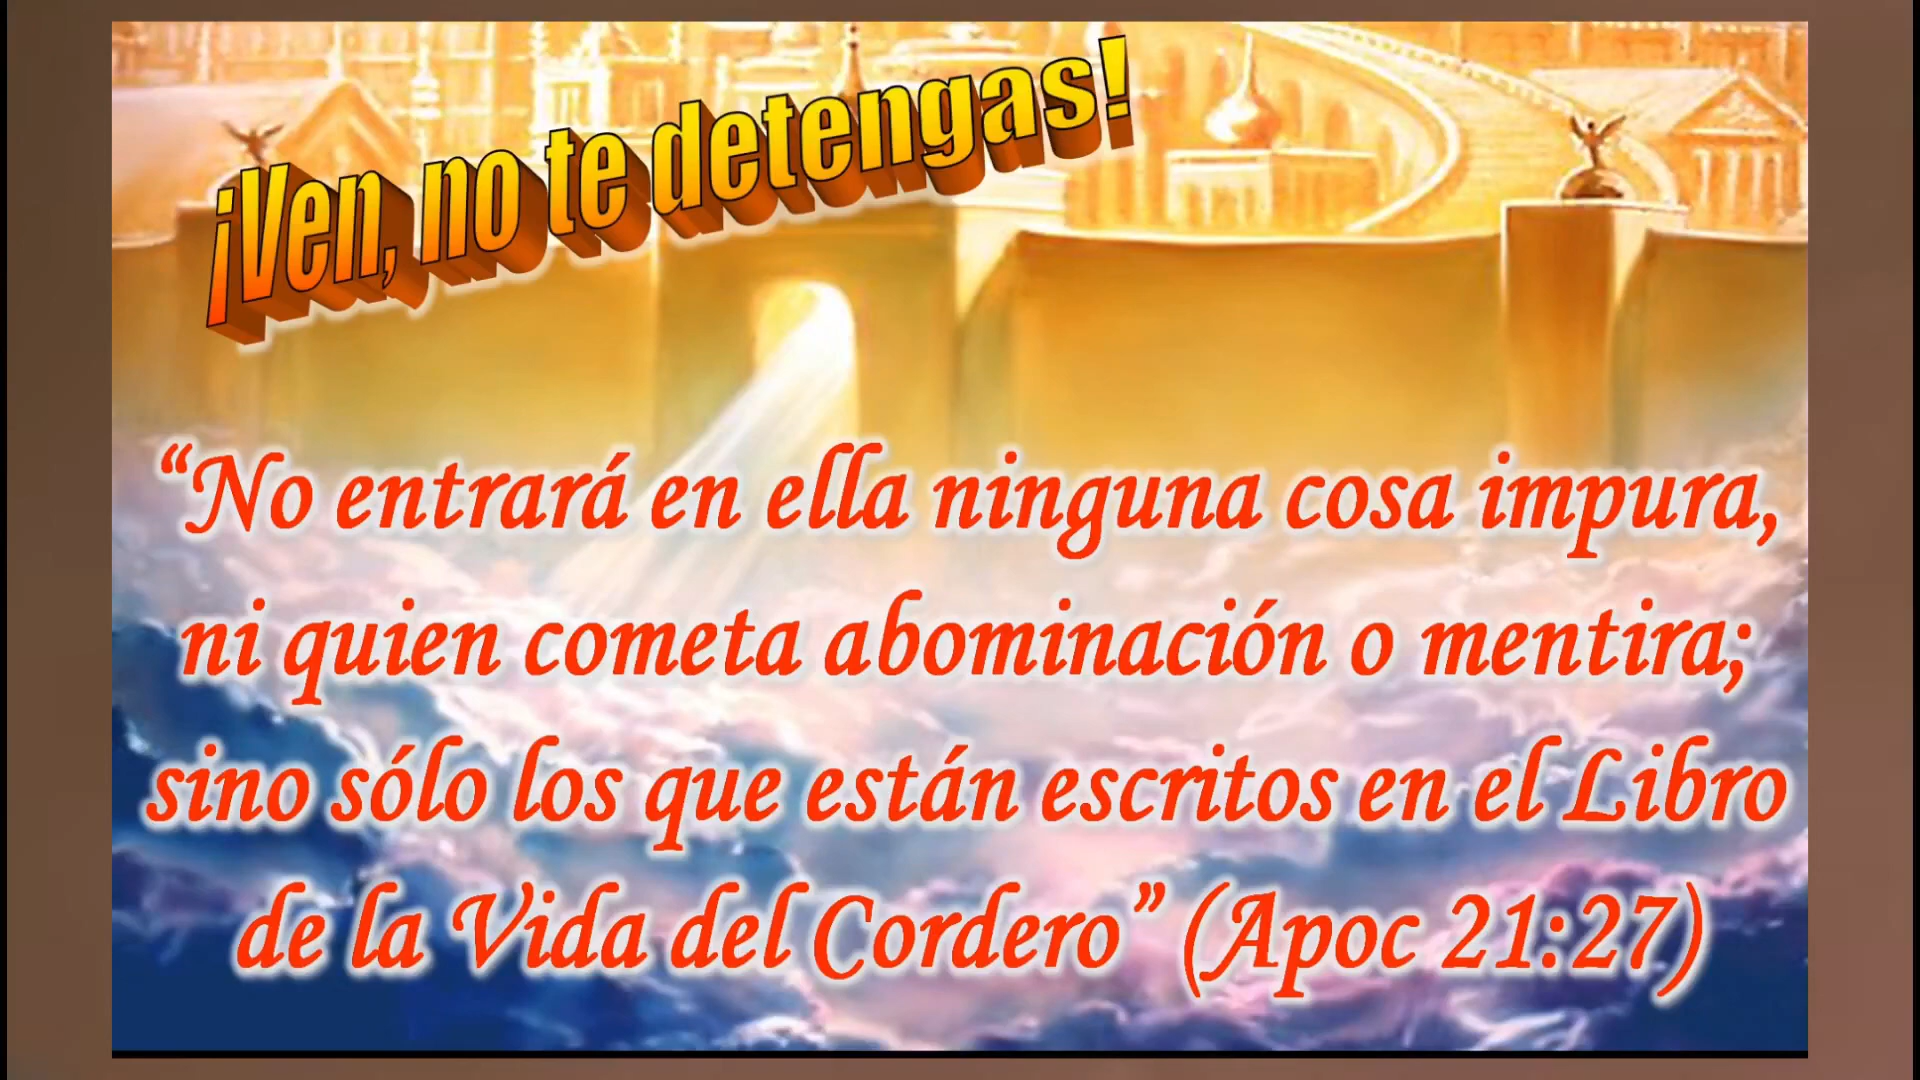 ¡Ven, no te detengas!
“No entrará en ella ninguna cosa impura,
ni quien cometa abominación o mentira;
sino sólo los que están escritos en el Libro
de la Vida del Cordero” (Apoc 21:27)